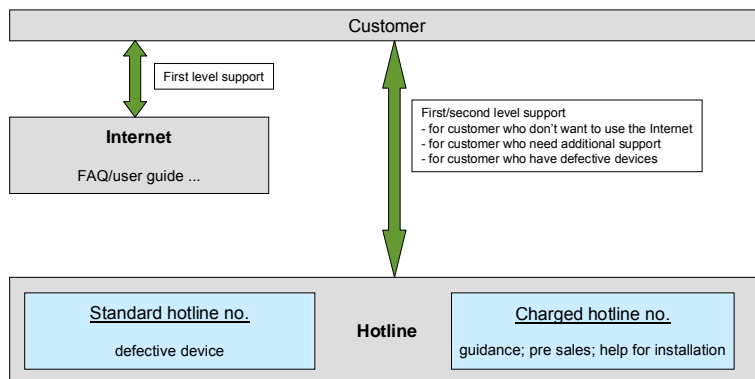 Customer
First level support
First/second level support
- for customer who don't want to use the Internet
- for customer who need additional support
- for customer who have defective devices
Internet
FAQ/user guide ...
Standard hotline no.
defective device
Hotline
Charged hotline no.
guidance; pre sales; help for installation